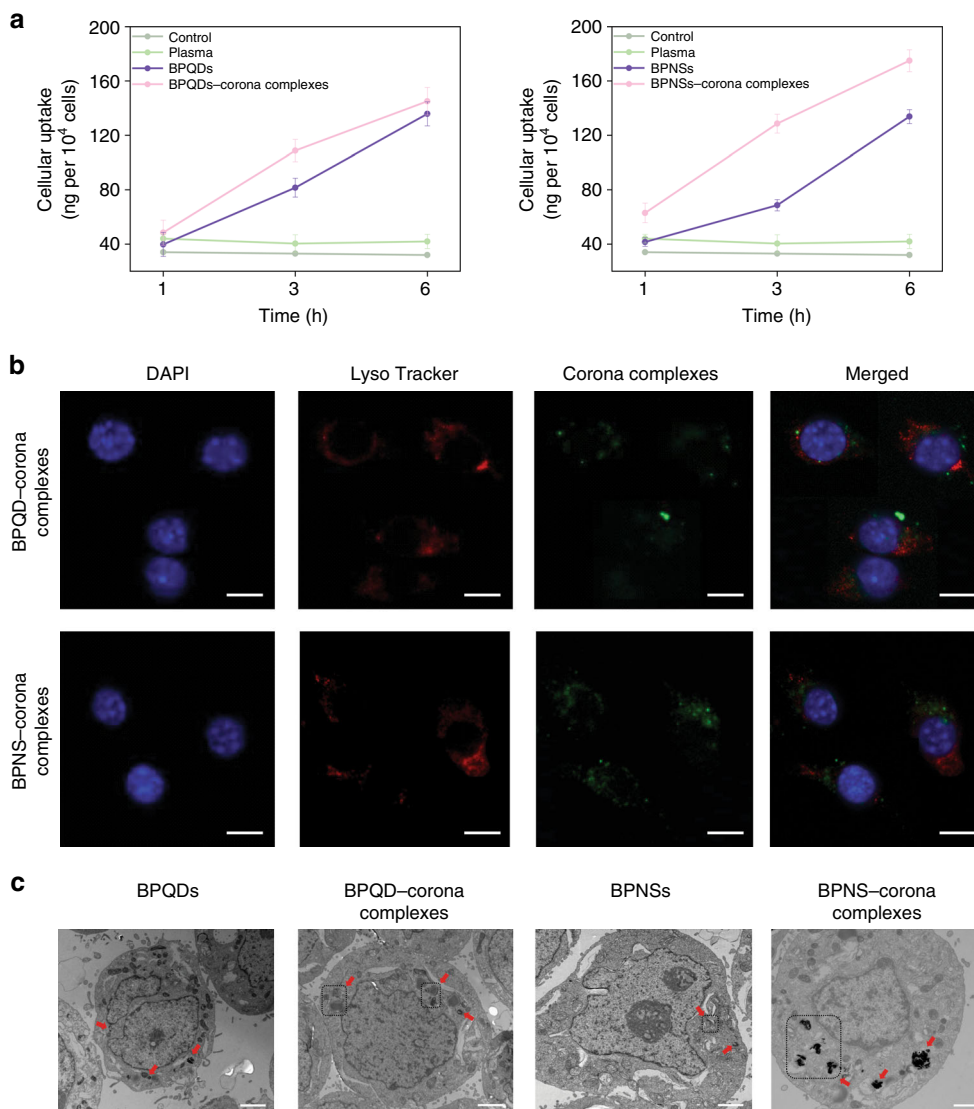 a
200
160
120
80
40
Cellular uptake
(ng per 10⁴ cells)
Control
Plasma
BPQDs
BPQDs–corona complexes
1
3
6
Time (h)
200
160
120
80
40
Cellular uptake
(ng per 10⁴ cells)
Control
Plasma
BPNSs
BPNSs–corona complexes
1
3
6
Time (h)
b
DAPI
Lyso Tracker
Corona complexes
Merged
BPQD–corona
complexes
BPNS–corona
complexes
c
BPQDs
BPQD–corona
complexes
BPNSs
BPNS–corona
complexes